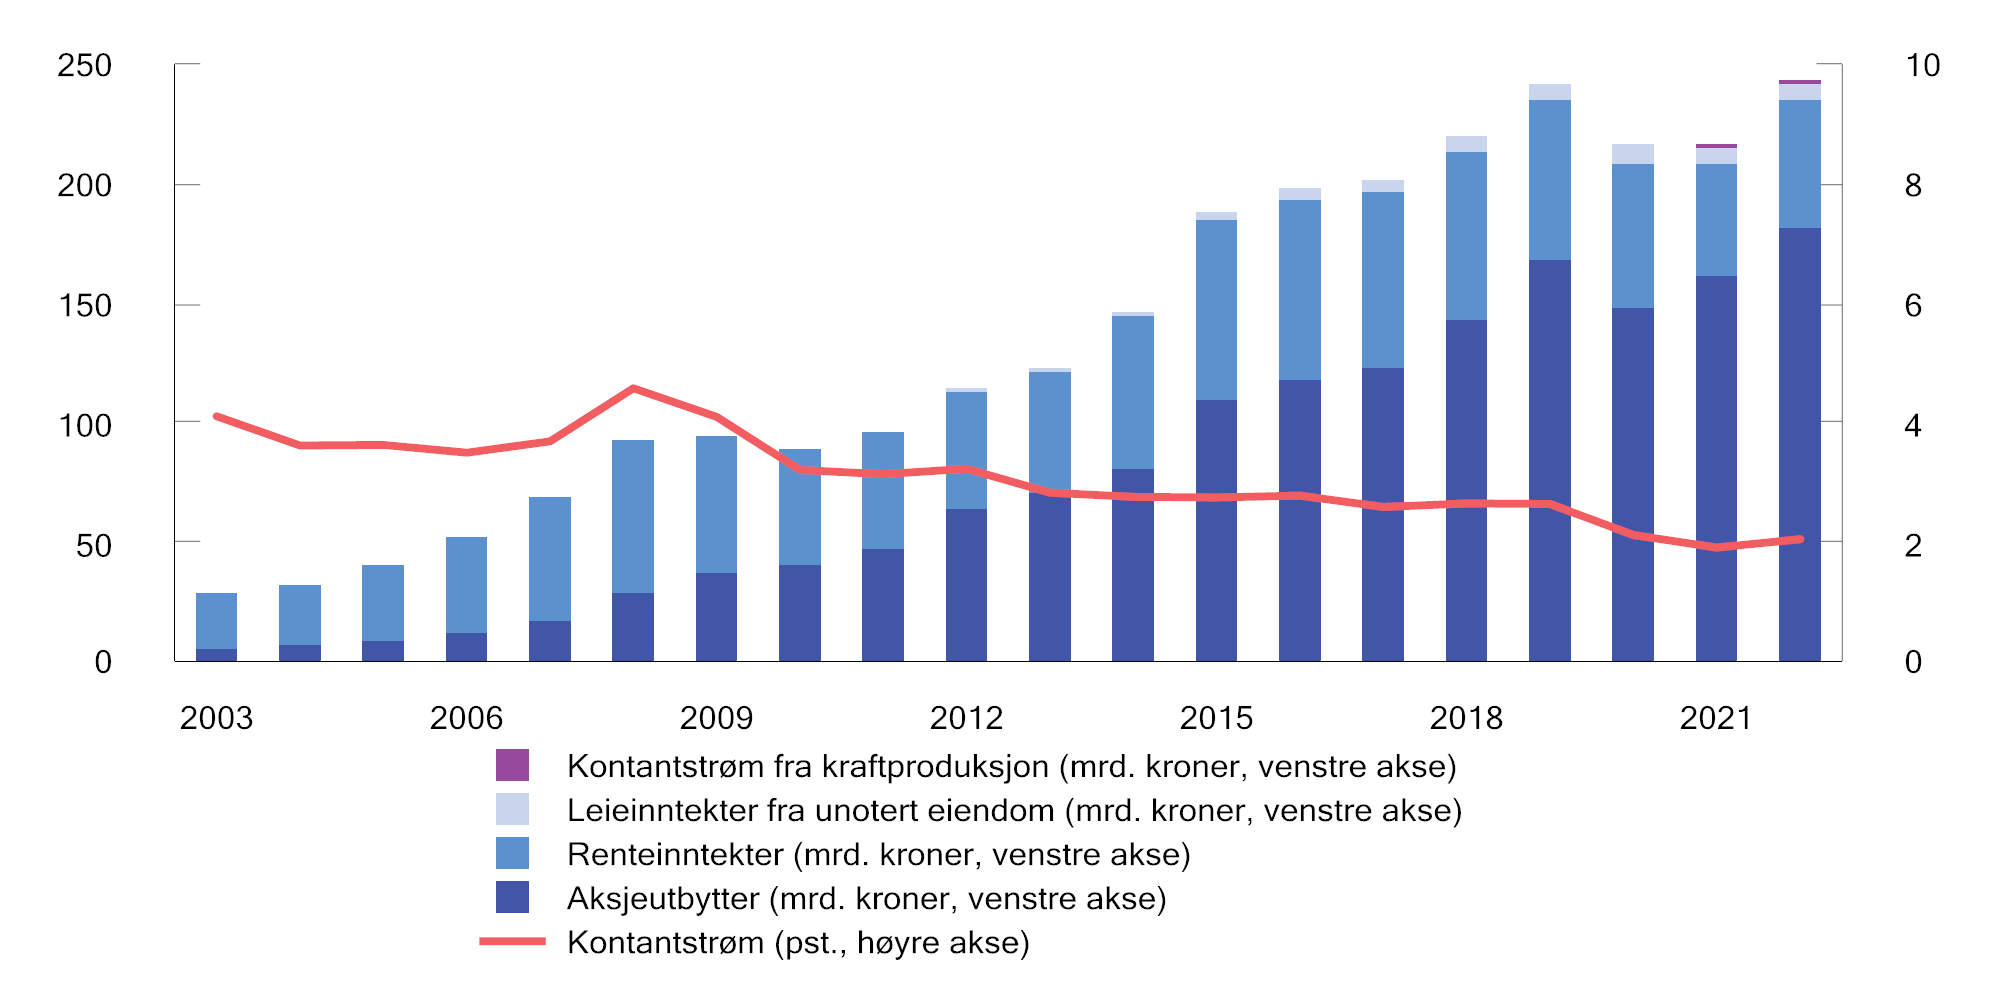 250
200
150
100
50
0
10
8
6
4
2
0
2003 2006 2009 2012 2015 2018 2021
Kontantstrøm fra kraftproduksjon (mrd. kroner, venstre akse)
Leieinntekter fra unotert eiendom (mrd. kroner, venstre akse)
Renteinntekter (mrd. kroner, venstre akse)
Aksjeutbytter (mrd. kroner, venstre akse)
Kontantstrøm (pst., høyre akse)